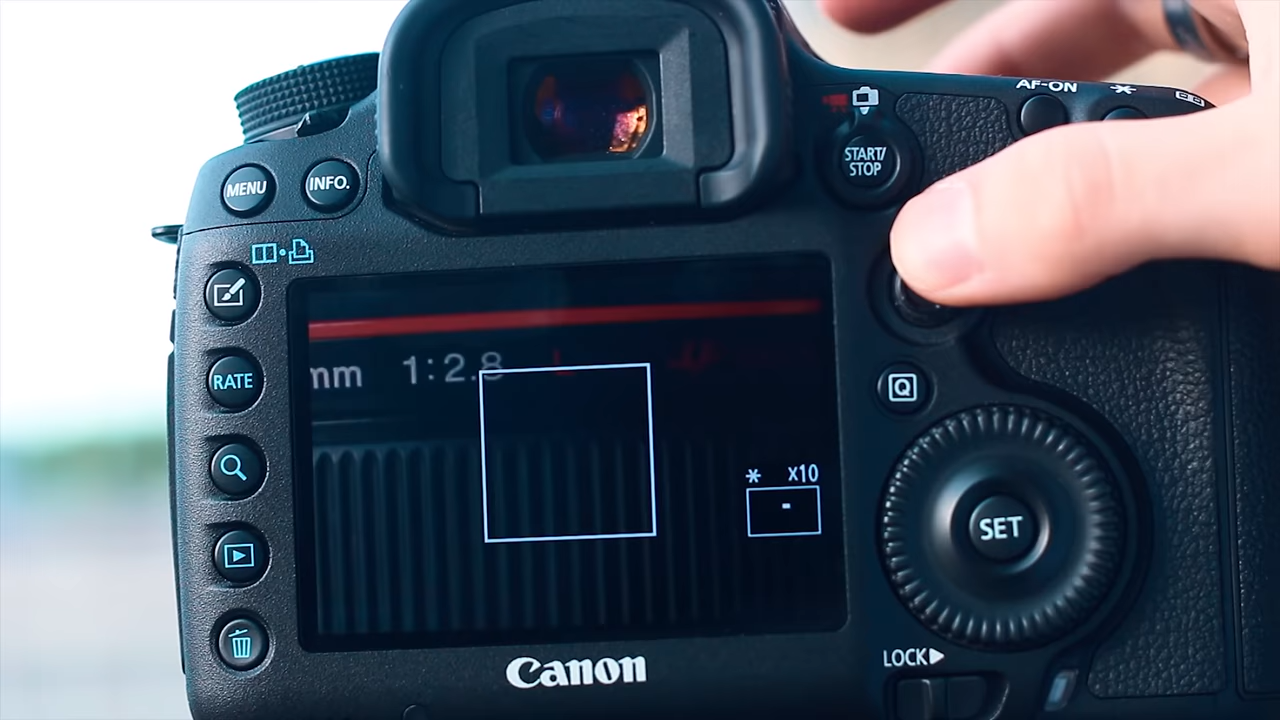 AF-ON
START/
STOP
MENU
INFO.
RATE
mm 1:2.8 L
x10
Q
SET
Canon
LOCK